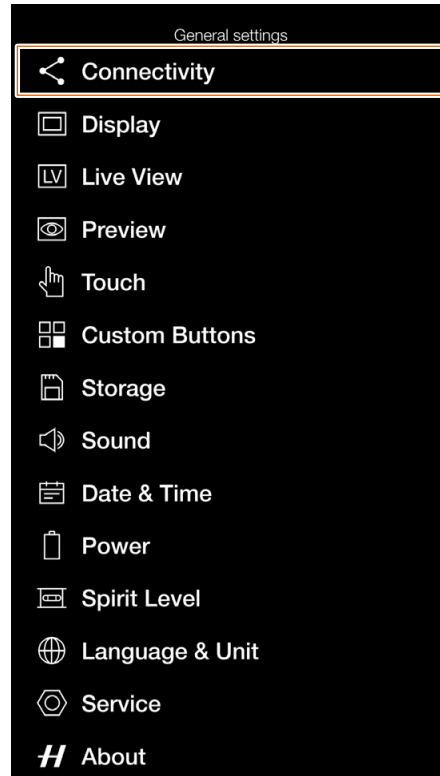 General settings
Connectivity
Display
LV Live View
Preview
Touch
Custom Buttons
Storage
Sound
Date & Time
Power
Spirit Level
Language & Unit
Service
H About